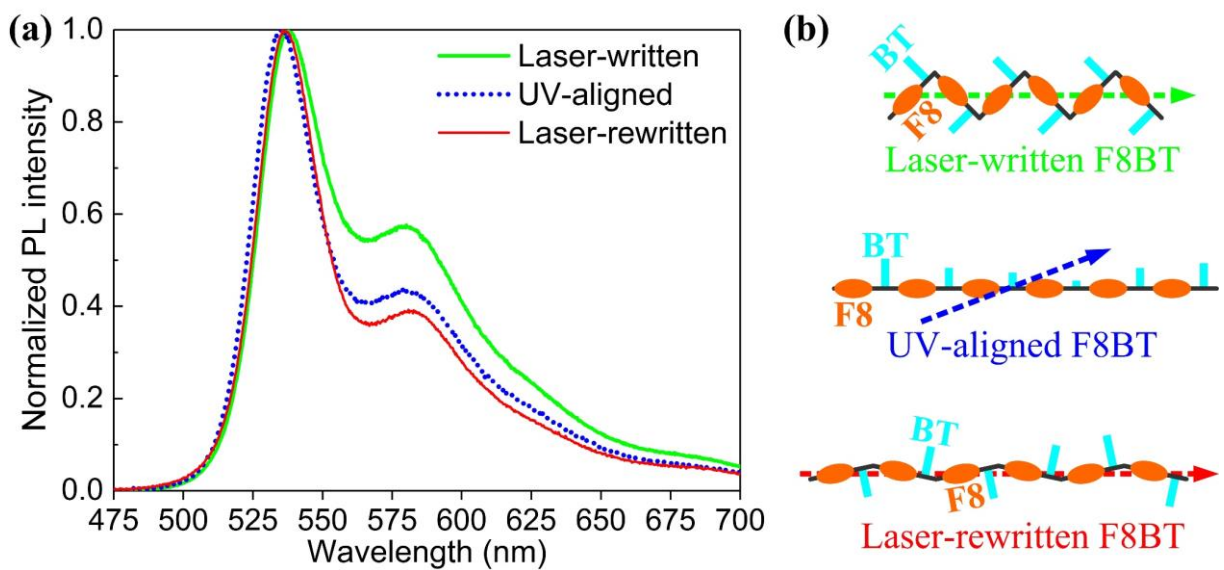 (a)
Normalized PL intensity
1.0
0.8
0.6
0.4
0.2
0.0
475 500 525 550 575 600 625 650 675 700
Wavelength (nm)
Laser-written
UV-aligned
Laser-rewritten
(b)
BT
F8
Laser-written F8BT
BT
F8
UV-aligned F8BT
BT
F8
Laser-rewritten F8BT